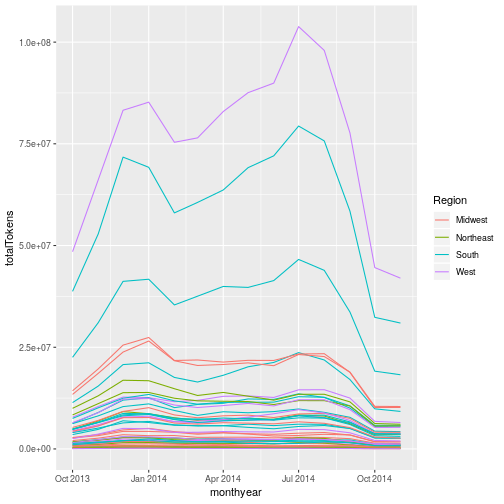 1.0e+08
7.5e+07
5.0e+07
2.5e+07
0.0e+00
totalTokens
Oct 2013
Jan 2014
Apr 2014
Jul 2014
Oct 2014
monthyear
Region
Midwest
Northeast
South
West